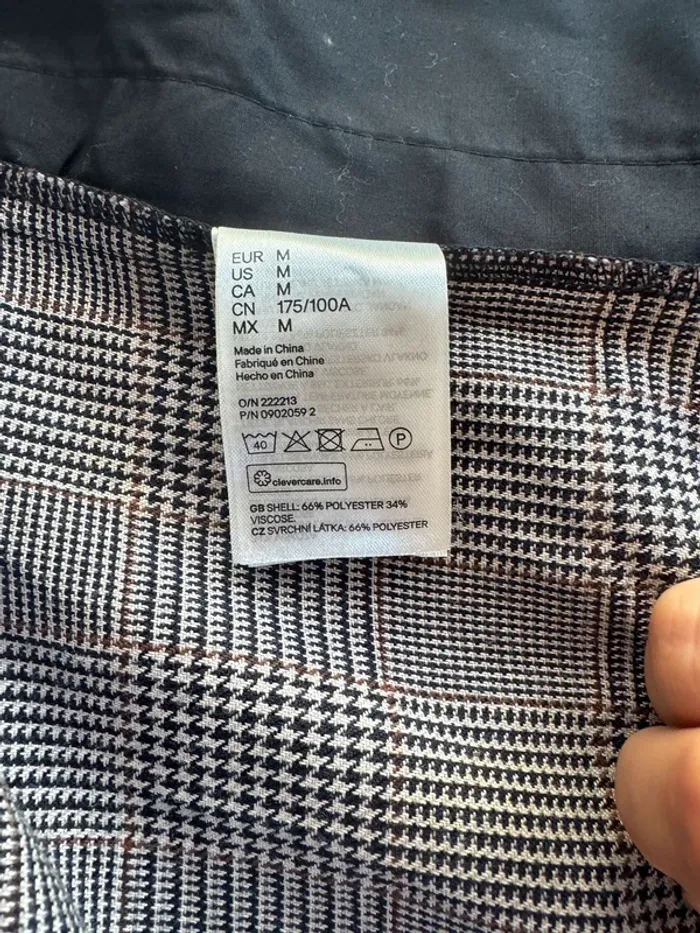 EUR M
US M
CA M
CN 175/100A
MX M
Made in China
Fabriqué en Chine
Hecho en China
O/N 222213
P/N 0902059 2
40 P
clevercare.info
GB SHELL: 66% POLYESTER 34%
VISCOSE.
CZ SVRCHNÍ LÁTKA: 66% POLYESTER